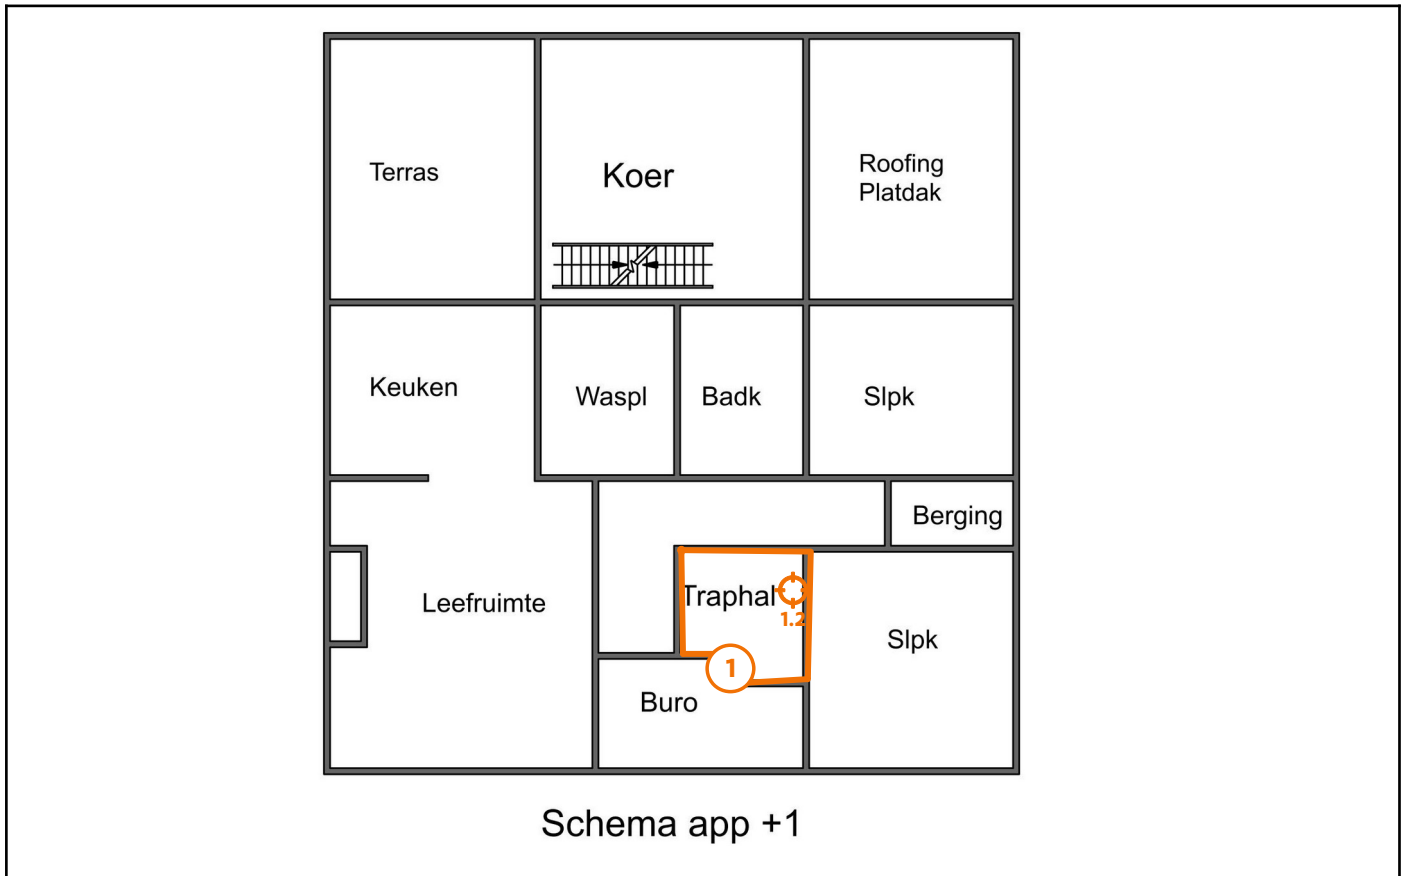 Terras
Koer
Roofing
Platdak
Keuken
Waspl
Badk
Slpk
Berging
Leefruimte
Traphal
1.2
Slpk
1
Buro
Schema app +1